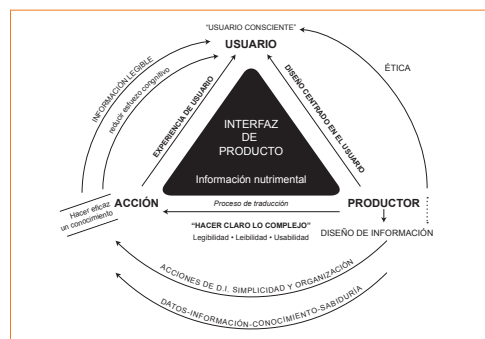 “USUARIO CONSCIENTE”
USUARIO
INFORMACIÓN LEGIBLE
reducir esfuerzo congnitivo
EXPERIENCIA DE USUARIO
DISEÑO CENTRADO EN EL USUARIO
ÉTICA
INTERFAZ
DE
PRODUCTO
Información nutrimental
Hacer eficaz
un conocimiento
ACCIÓN
Proceso de traducción
PRODUCTOR
“HACER CLARO LO COMPLEJO”
Legibilidad • Leibilidad • Usabilidad
DISEÑO DE INFORMACIÓN
ACCIONES DE D.I. SIMPLICIDAD Y ORGANIZACIÓN
DATOS-INFORMACIÓN-CONOCIMIENTO-SABIDURÍA